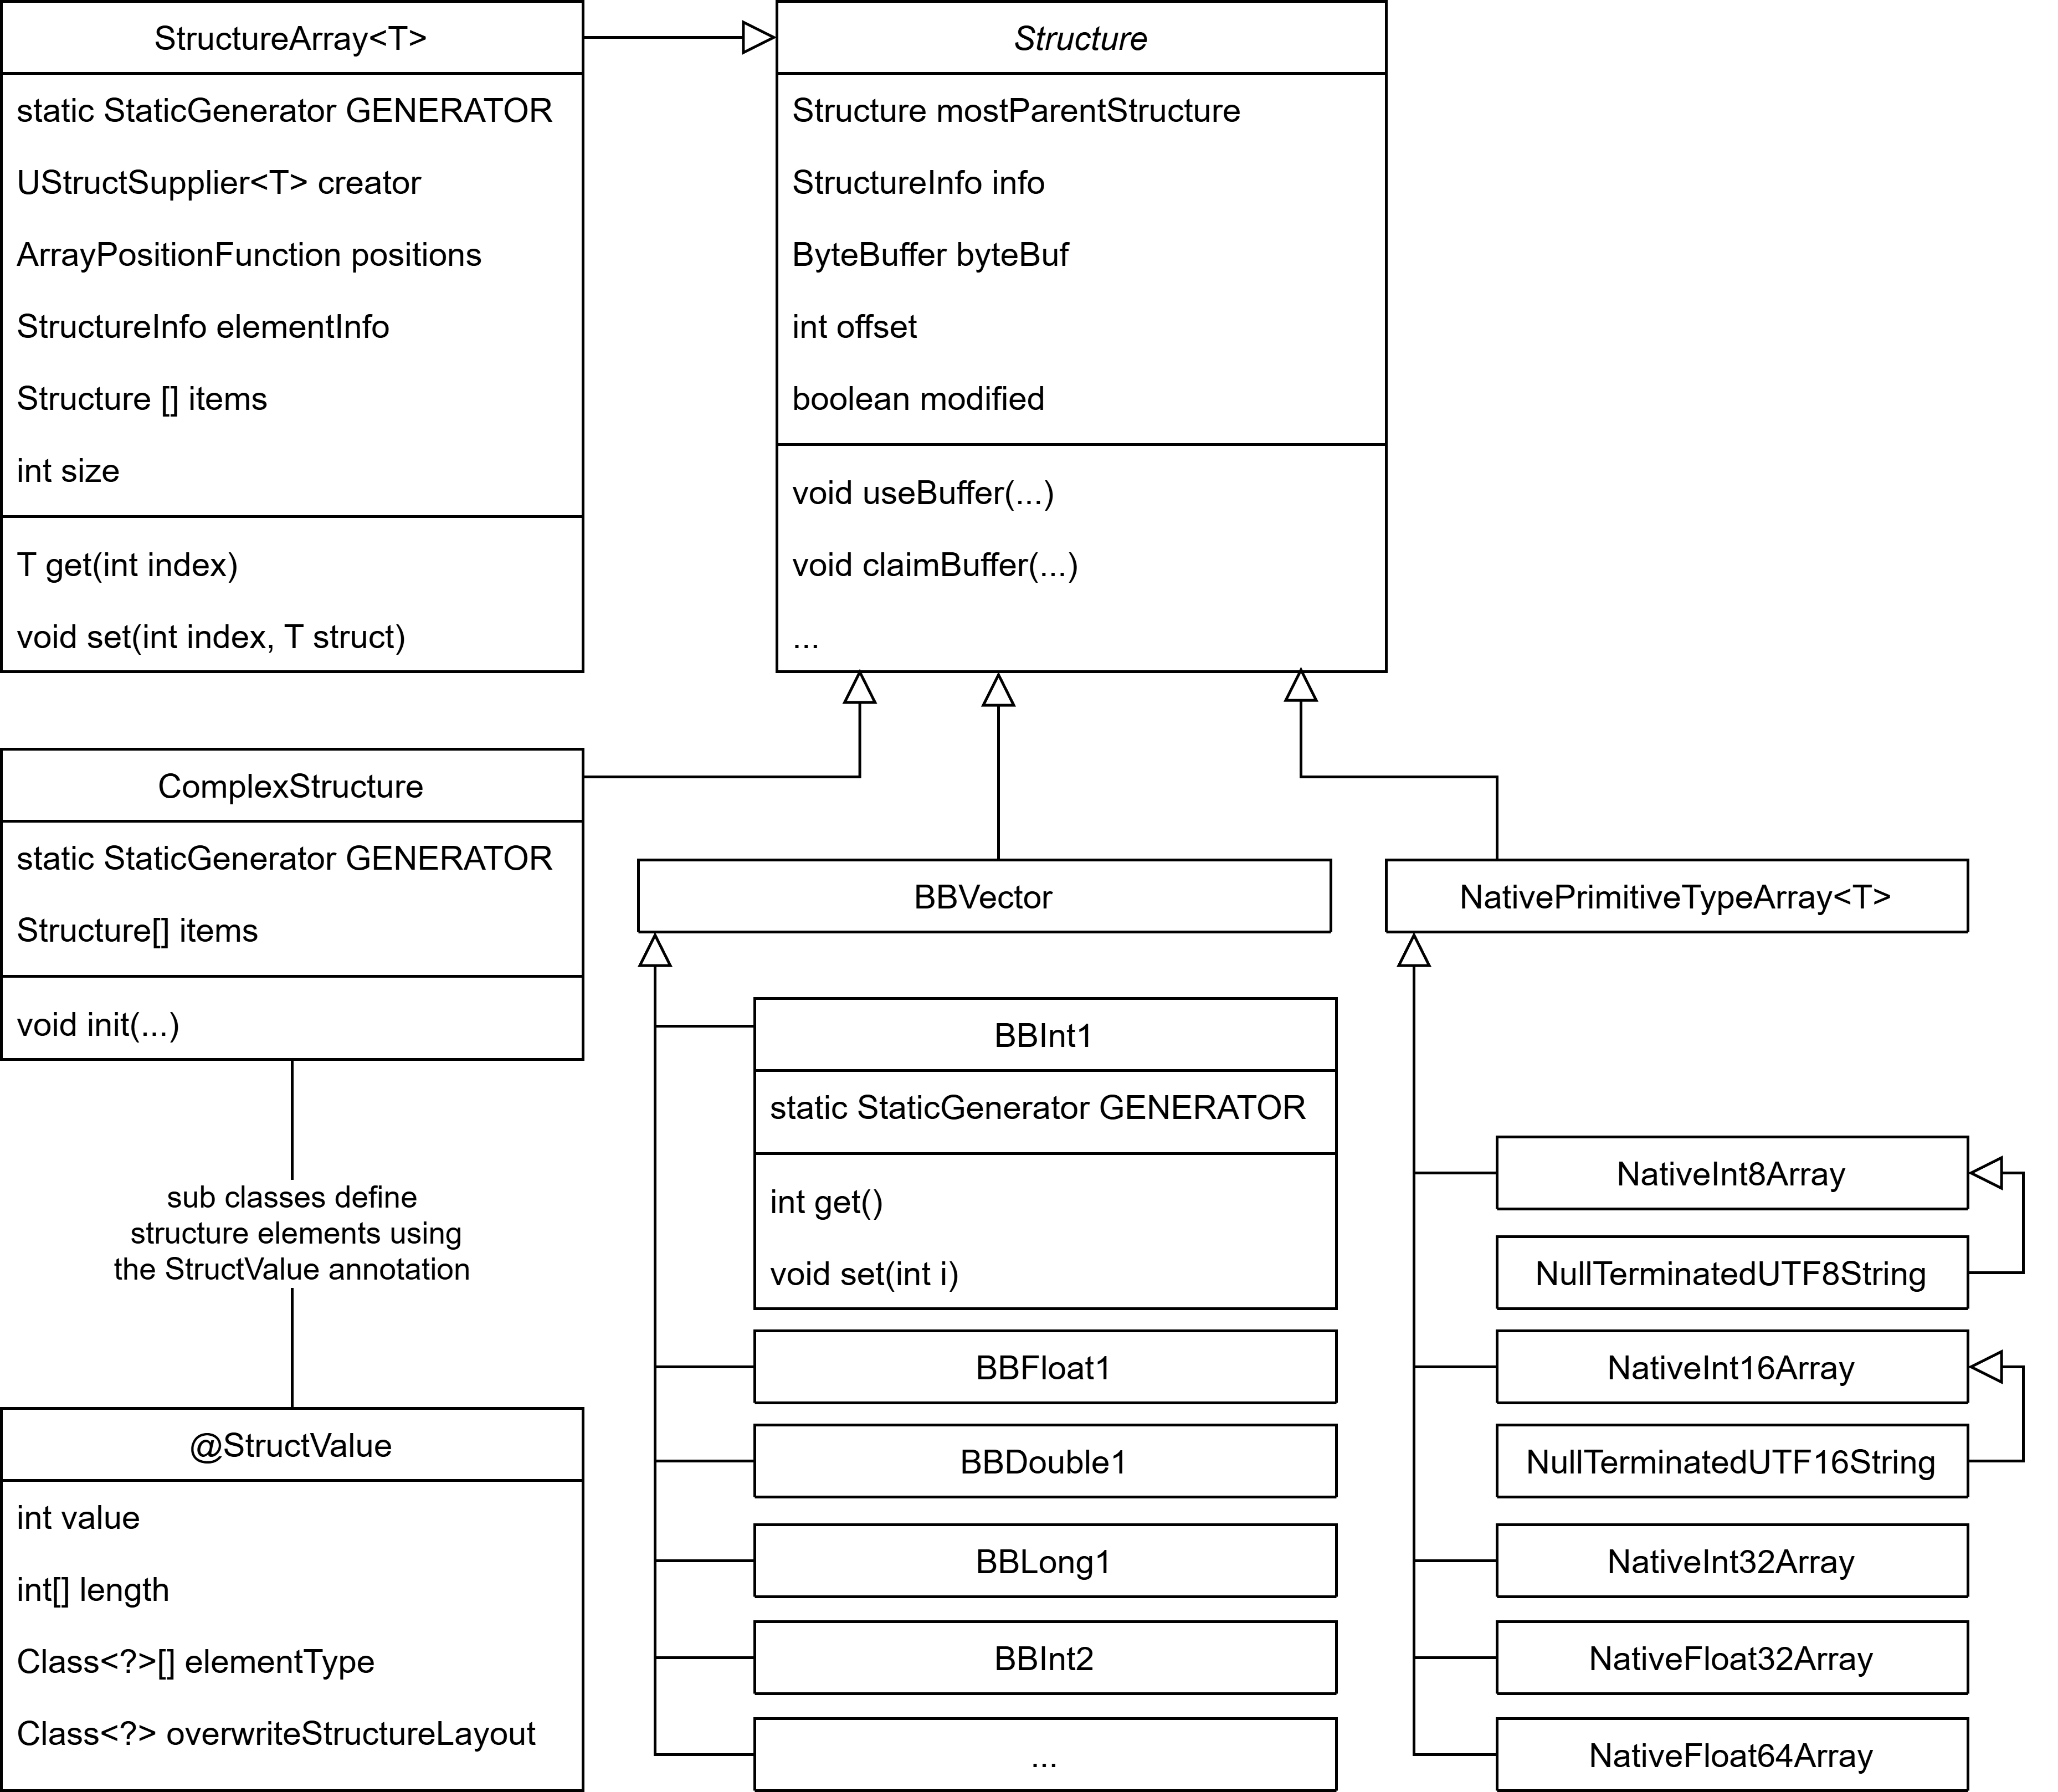 StructureArray<T>
static StaticGenerator GENERATOR
UStructSupplier<T> creator
ArrayPositionFunction positions
StructureInfo elementInfo
Structure [] items
int size
T get(int index)
void set(int index, T struct)
Structure
Structure mostParentStructure
StructureInfo info
ByteBuffer byteBuf
int offset
boolean modified
void useBuffer(...)
void claimBuffer(...)
...
ComplexStructure
static StaticGenerator GENERATOR
Structure[] items
void init(...)
sub classes define
structure elements using
the StructValue annotation
@StructValue
int value
int[] length
Class<?>[] elementType
Class<?> overwriteStructureLayout
BBVector
BBInt1
static StaticGenerator GENERATOR
int get()
void set(int i)
BBFloat1
BBDouble1
BBLong1
BBInt2
...
NativePrimitiveTypeArray<T>
NativeInt8Array
NullTerminatedUTF8String
NativeInt16Array
NullTerminatedUTF16String
NativeInt32Array
NativeFloat32Array
NativeFloat64Array